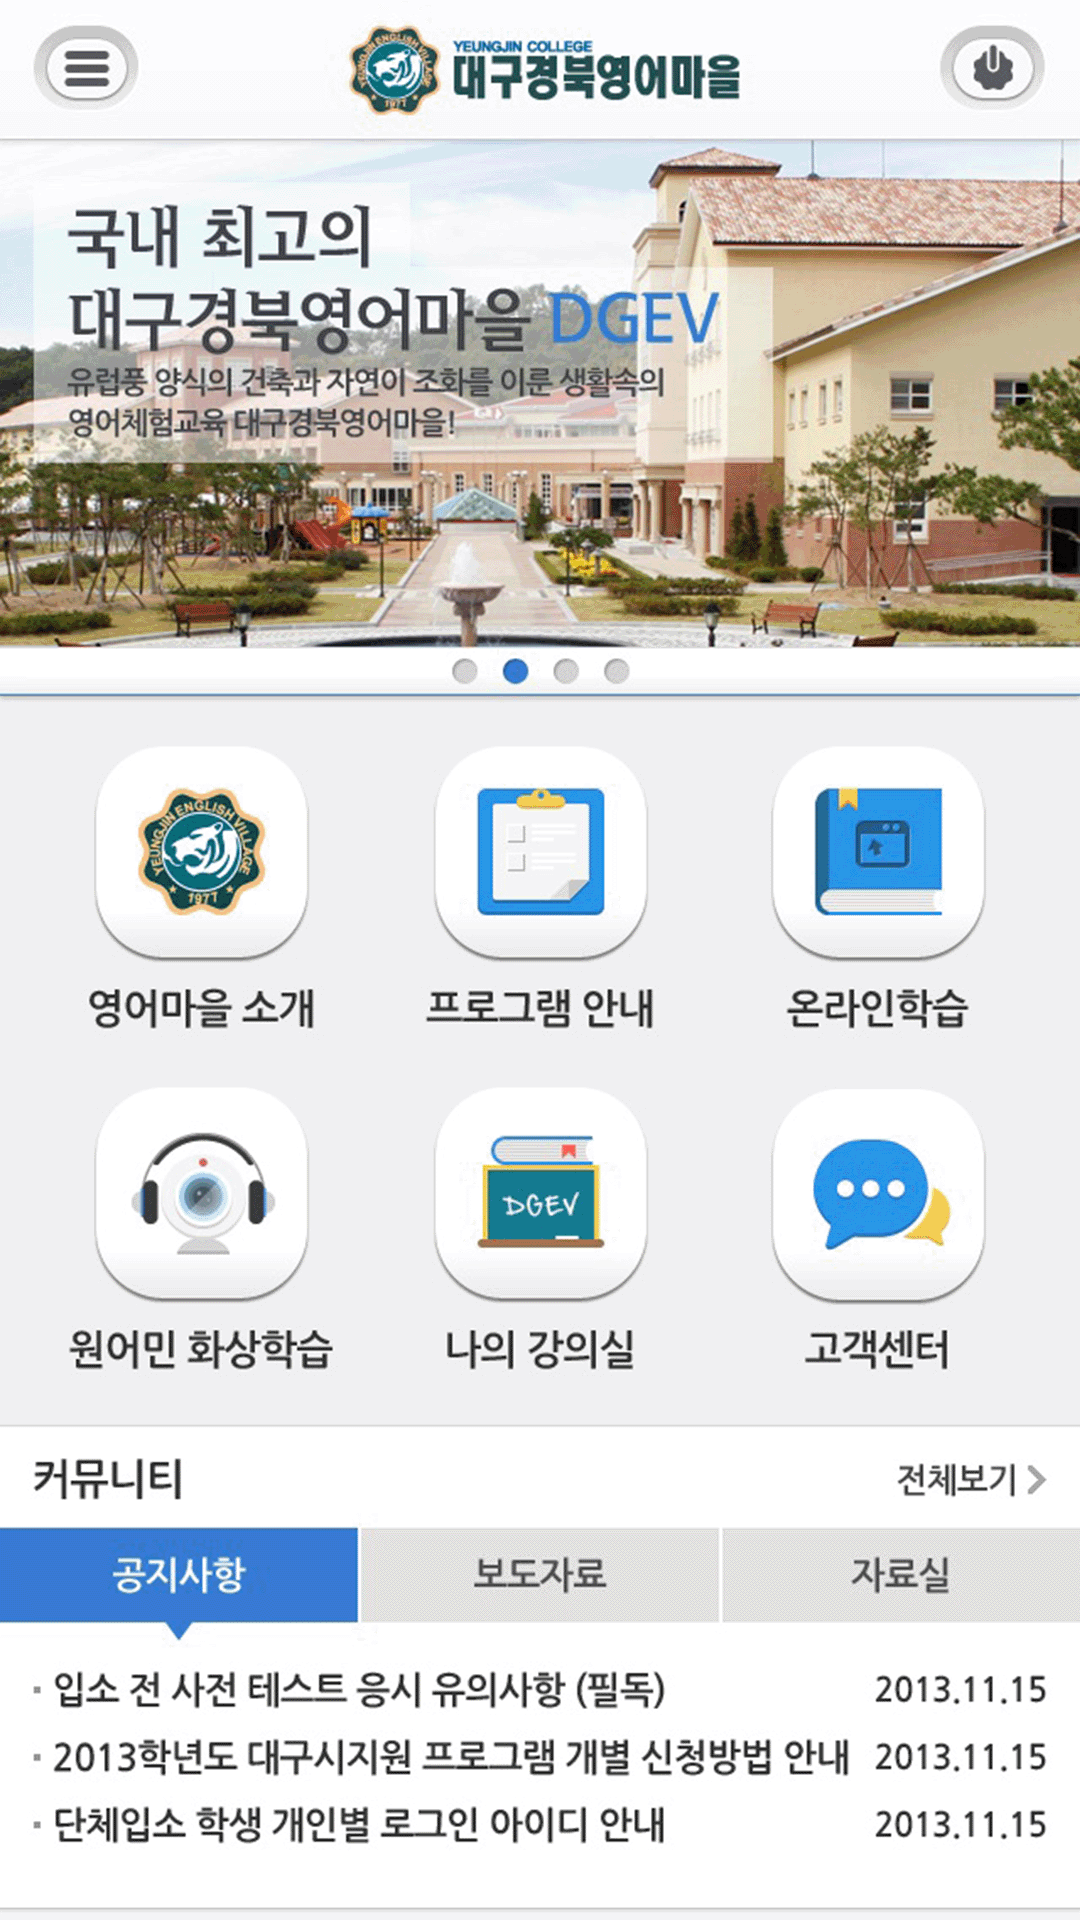 YEUNGJIN ENGLISH VILLAGE
1977
YEUNGJIN COLLEGE
대구경북영어마을
국내 최고의
대구경북영어마을 DGEV
유럽풍 양식의 건축과 자연이 조화를 이룬 생활속의
영어체험교육 대구경북영어마을!
YEUNGJIN ENGLISH VILLAGE
1977
영어마을 소개
프로그램 안내
온라인학습
DGEV
원어민 화상학습
나의 강의실
고객센터
커뮤니티
전체보기
공지사항
보도자료
자료실
입소 전 사전 테스트 응시 유의사항 (필독) 2013.11.15
2013학년도 대구시지원 프로그램 개별 신청방법 안내 2013.11.15
단체입소 학생 개인별 로그인 아이디 안내 2013.11.15